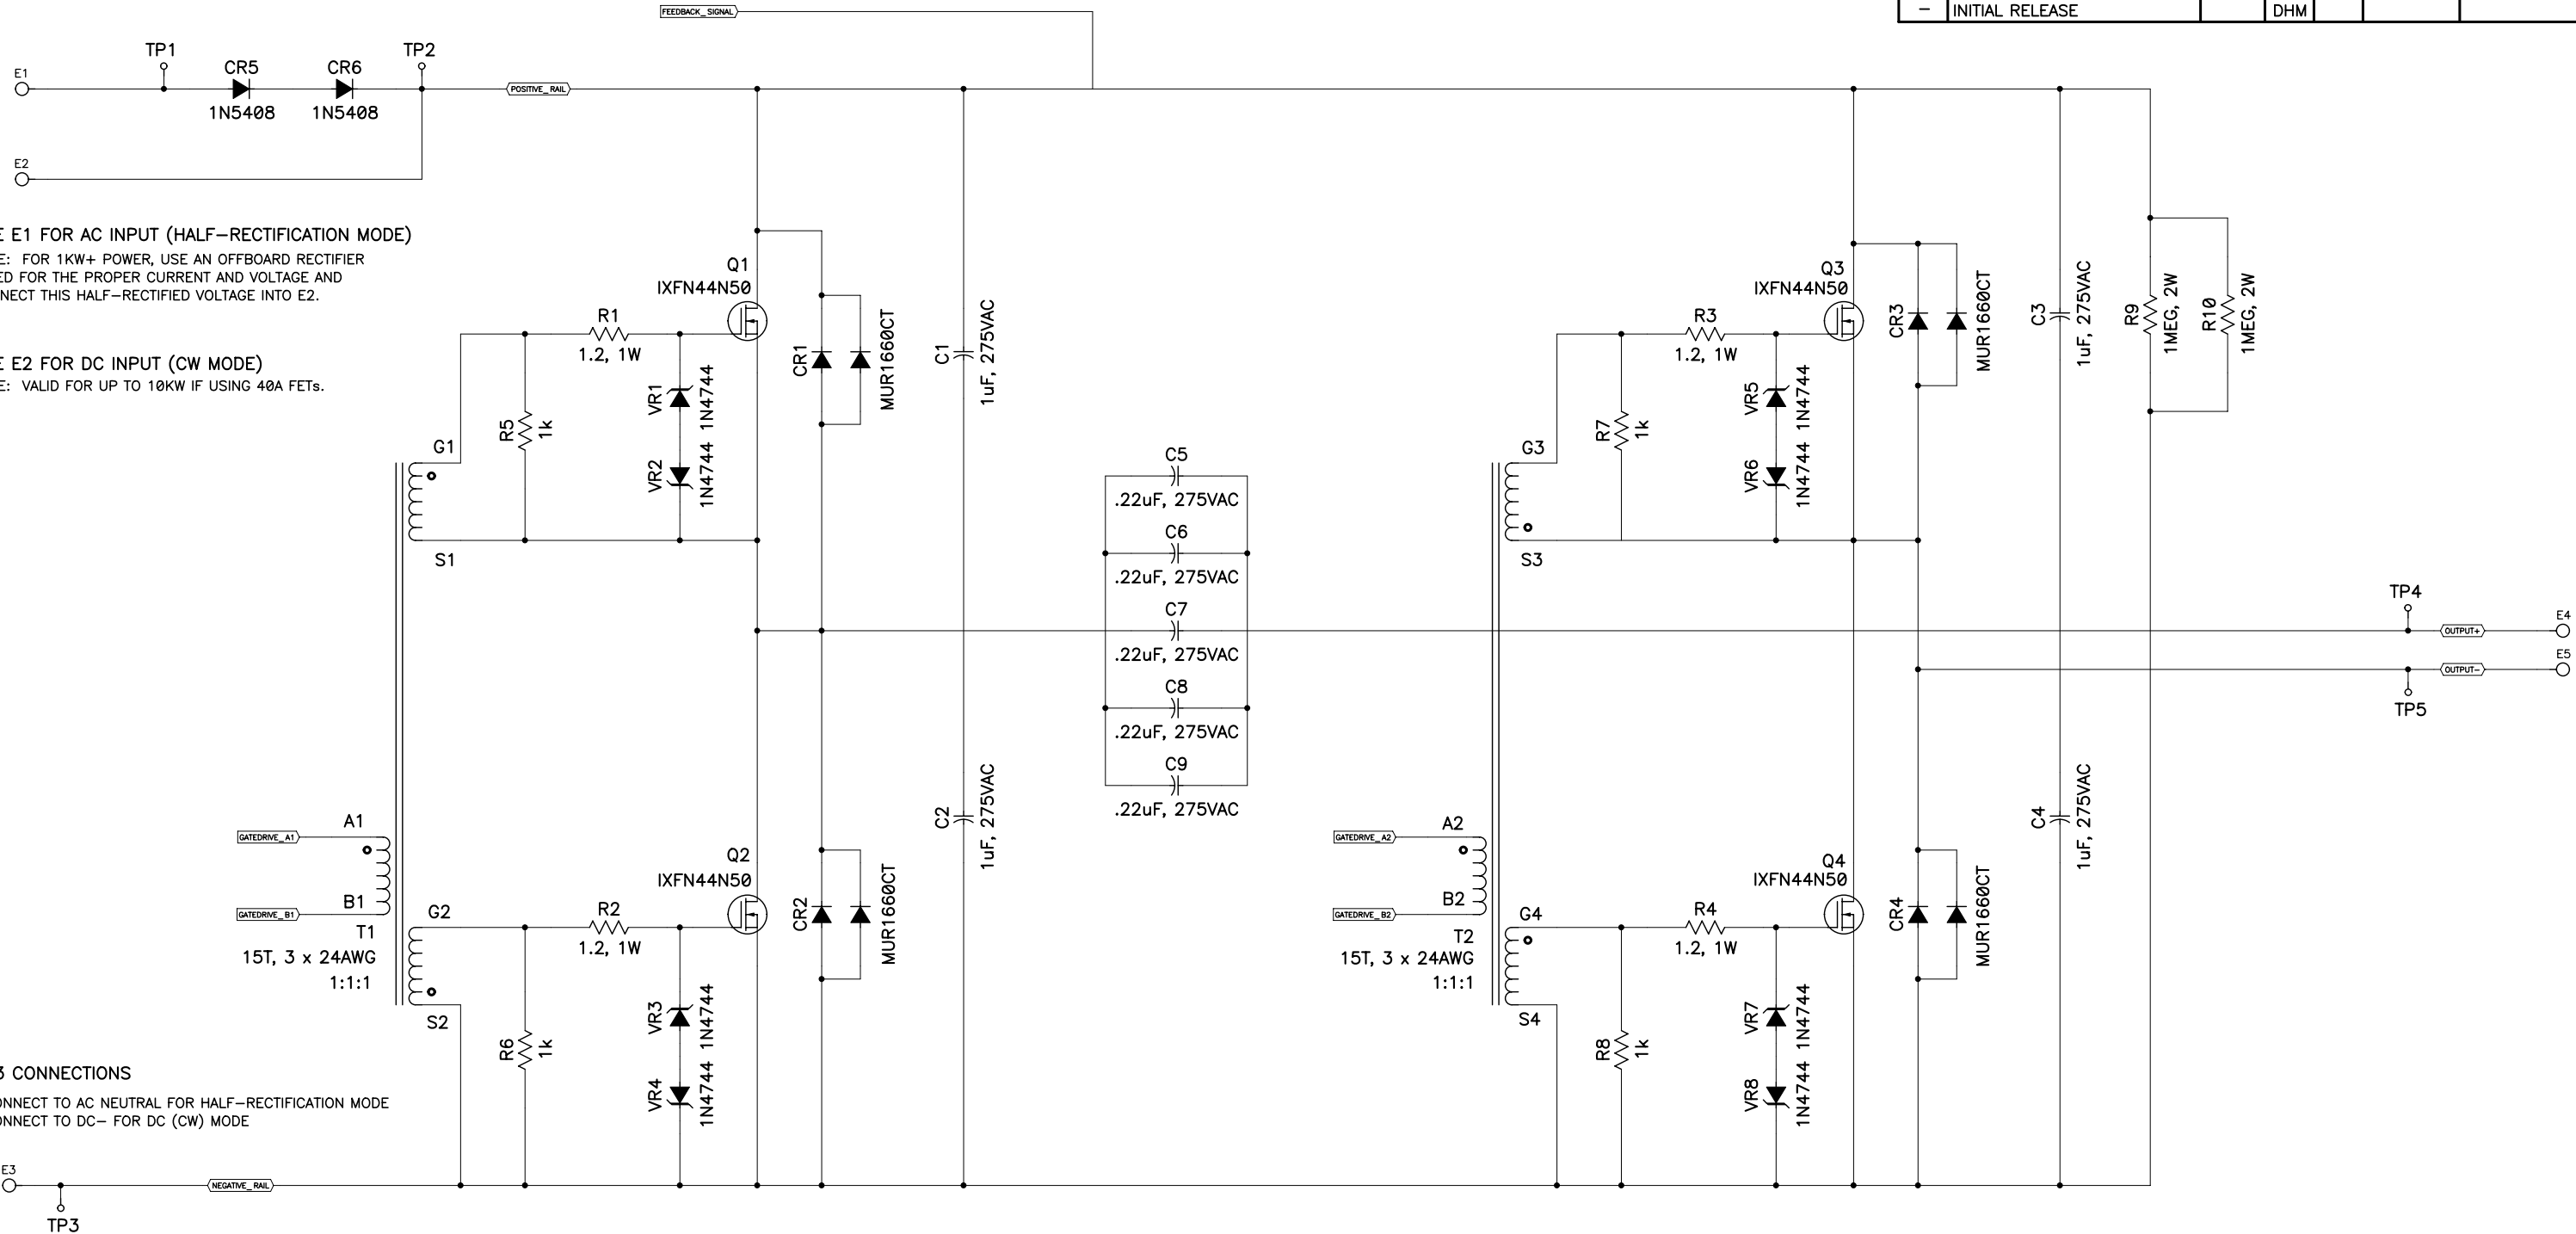 FEEDBACK_SIGNAL
– INITIAL RELEASE DHM
TP1
TP2
E1
CR5
CR6
1N5408
1N5408
POSITIVE_RAIL
E2
E1 FOR AC INPUT (HALF–RECTIFICATION MODE)
FOR 1KW+ POWER, USE AN OFFBOARD RECTIFIER
FOR THE PROPER CURRENT AND VOLTAGE AND
THIS HALF–RECTIFIED VOLTAGE INTO E2.
E2 FOR DC INPUT (CW MODE)
VALID FOR UP TO 10KW IF USING 40A FETs.
Q1
IXFN44N50
R1
1.2, 1W
VR1
1N4744
VR2
1N4744
R5
1k
G1
S1
CR1
MUR1660CT
C1
1uF, 275VAC
C5
.22uF, 275VAC
C6
.22uF, 275VAC
C7
.22uF, 275VAC
C8
.22uF, 275VAC
C9
.22uF, 275VAC
Q3
IXFN44N50
R3
1.2, 1W
VR5
1N4744
VR6
1N4744
R7
1k
G3
S3
CR3
MUR1660CT
C3
1uF, 275VAC
R9
1MEG, 2W
R10
1MEG, 2W
TP4
OUTPUT+
E4
OUTPUT–
E5
TP5
GATEDRIVE_A1
A1
GATEDRIVE_B1
B1
T1
15T, 3 x 24AWG
1:1:1
G2
S2
R2
1.2, 1W
Q2
IXFN44N50
VR3
1N4744
VR4
1N4744
R6
1k
CR2
MUR1660CT
C2
1uF, 275VAC
GATEDRIVE_A2
A2
GATEDRIVE_B2
B2
T2
15T, 3 x 24AWG
1:1:1
G4
S4
R4
1.2, 1W
Q4
IXFN44N50
VR7
1N4744
VR8
1N4744
R8
1k
CR4
MUR1660CT
C4
1uF, 275VAC
CONNECTIONS
TO AC NEUTRAL FOR HALF–RECTIFICATION MODE
TO DC– FOR DC (CW) MODE
E3
NEGATIVE_RAIL
TP3